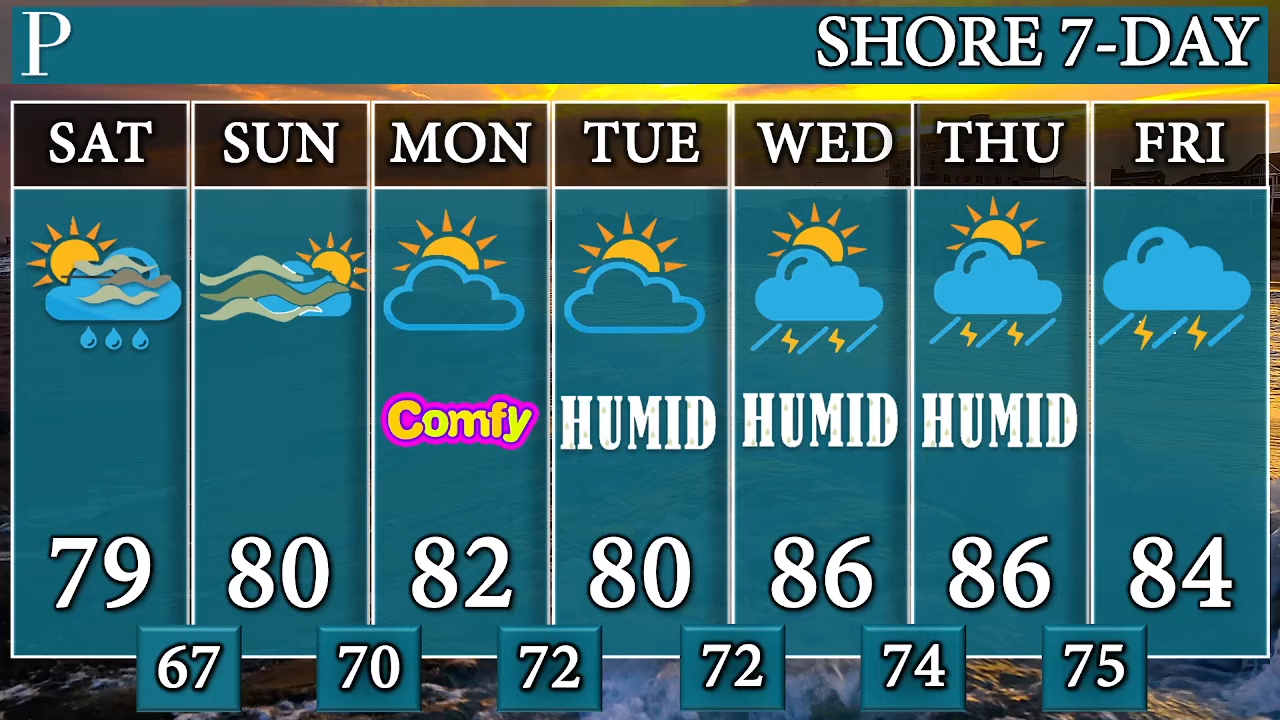 P
SHORE 7-DAY
SAT SUN MON TUE WED THU FRI
Comfy HUMID HUMID HUMID
79 80 82 80 86 86 84
67 70 72 72 74 75